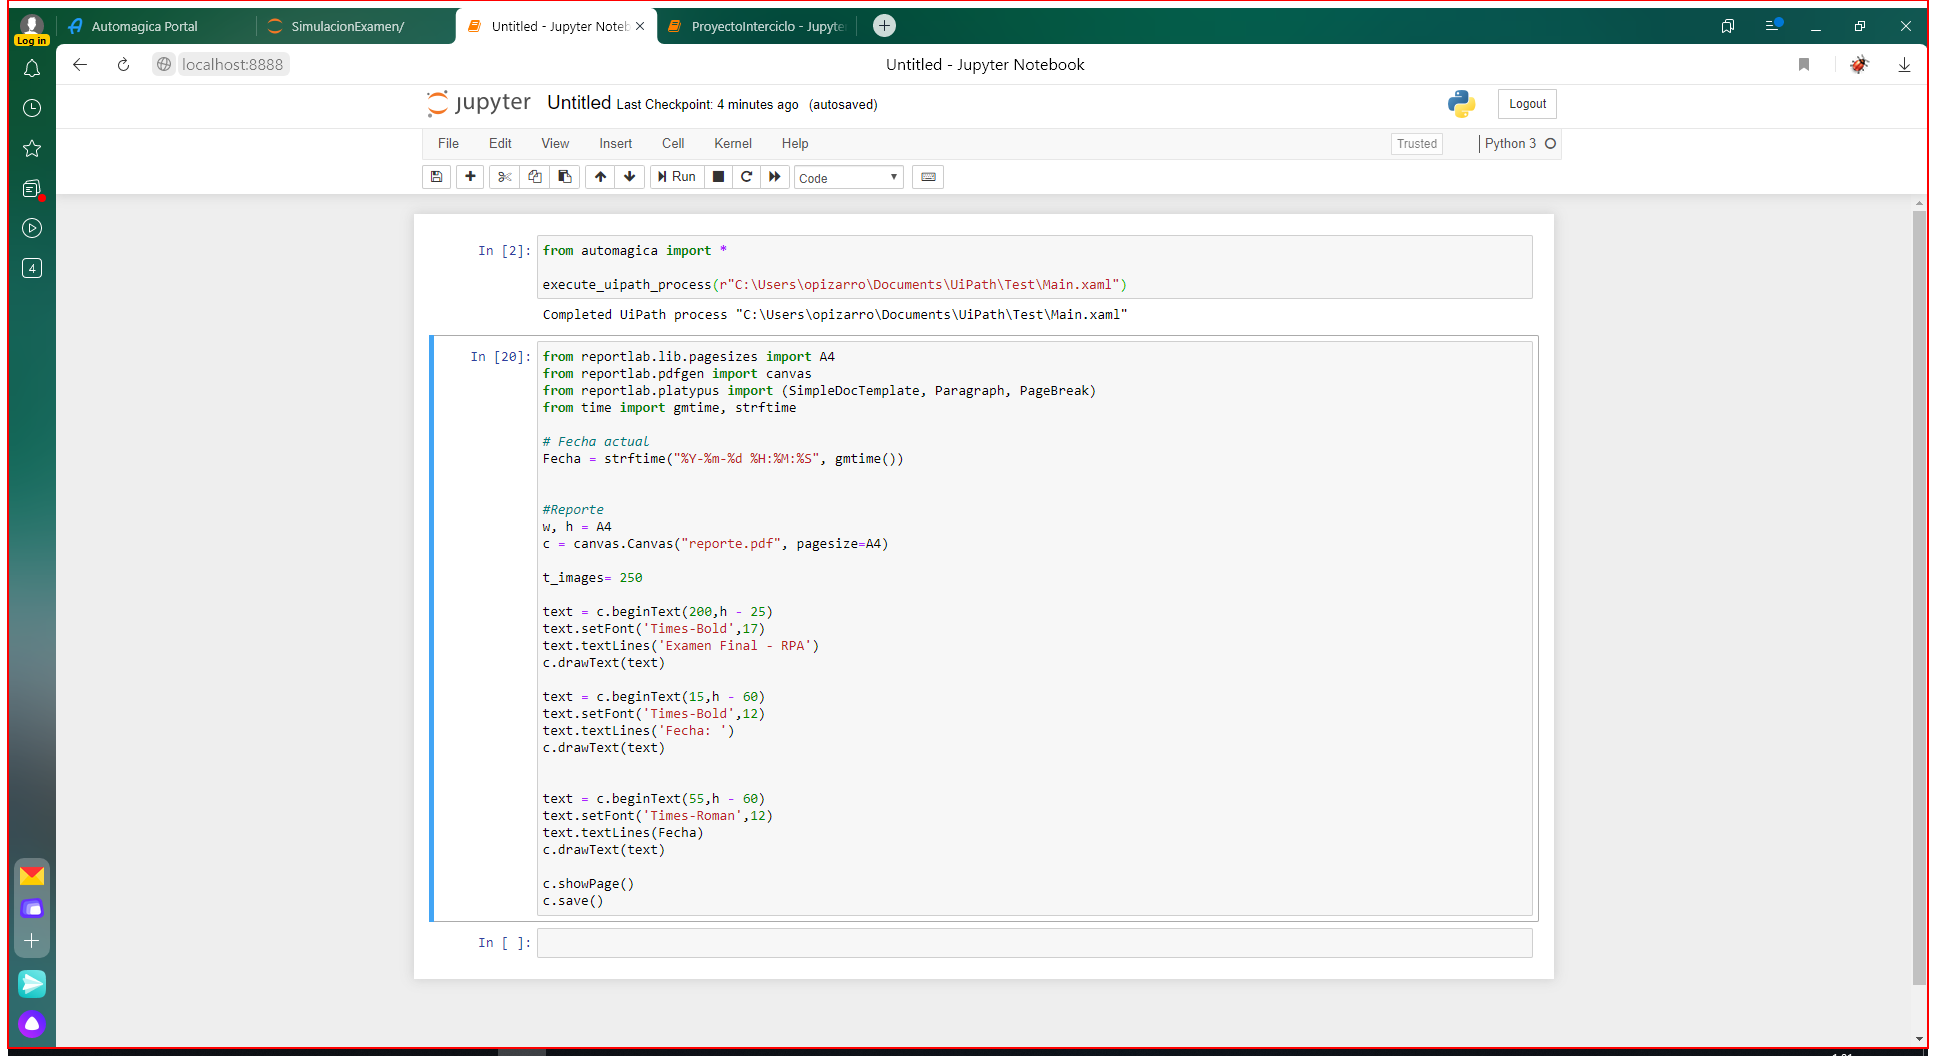 Automagica Portal
SimulacionExamen/
Untitled - Jupyter Noteb
ProyectoInterciclo - Jupyte
Log in
localhost:8888
Untitled - Jupyter Notebook
jupyter Untitled Last Checkpoint: 4 minutes ago (autosaved)
Logout
File Edit View Insert Cell Kernel Help
Trusted
Python 3
Run
Code
4
In [2]: from automagica import *
execute_uipath_process(r"C:\Users\opizarro\Documents\UiPath\Test\Main.xaml")
Completed UiPath process "C:\Users\opizarro\Documents\UiPath\Test\Main.xaml"
In [20]: from reportlab.lib.pagesizes import A4
from reportlab.pdfgen import canvas
from reportlab.platypus import (SimpleDocTemplate, Paragraph, PageBreak)
from time import gmtime, strftime
# Fecha actual
Fecha = strftime("%Y-%m-%d %H:%M:%S", gmtime())
#Reporte
w, h = A4
c = canvas.Canvas("reporte.pdf", pagesize=A4)
t_images= 250
text = c.beginText(200,h - 25)
text.setFont('Times-Bold',17)
text.textLines('Examen Final - RPA')
c.drawText(text)
text = c.beginText(15,h - 60)
text.setFont('Times-Bold',12)
text.textLines('Fecha: ')
c.drawText(text)
text = c.beginText(55,h - 60)
text.setFont('Times-Roman',12)
text.textLines(Fecha)
c.drawText(text)
c.showPage()
c.save()
In [ ]: